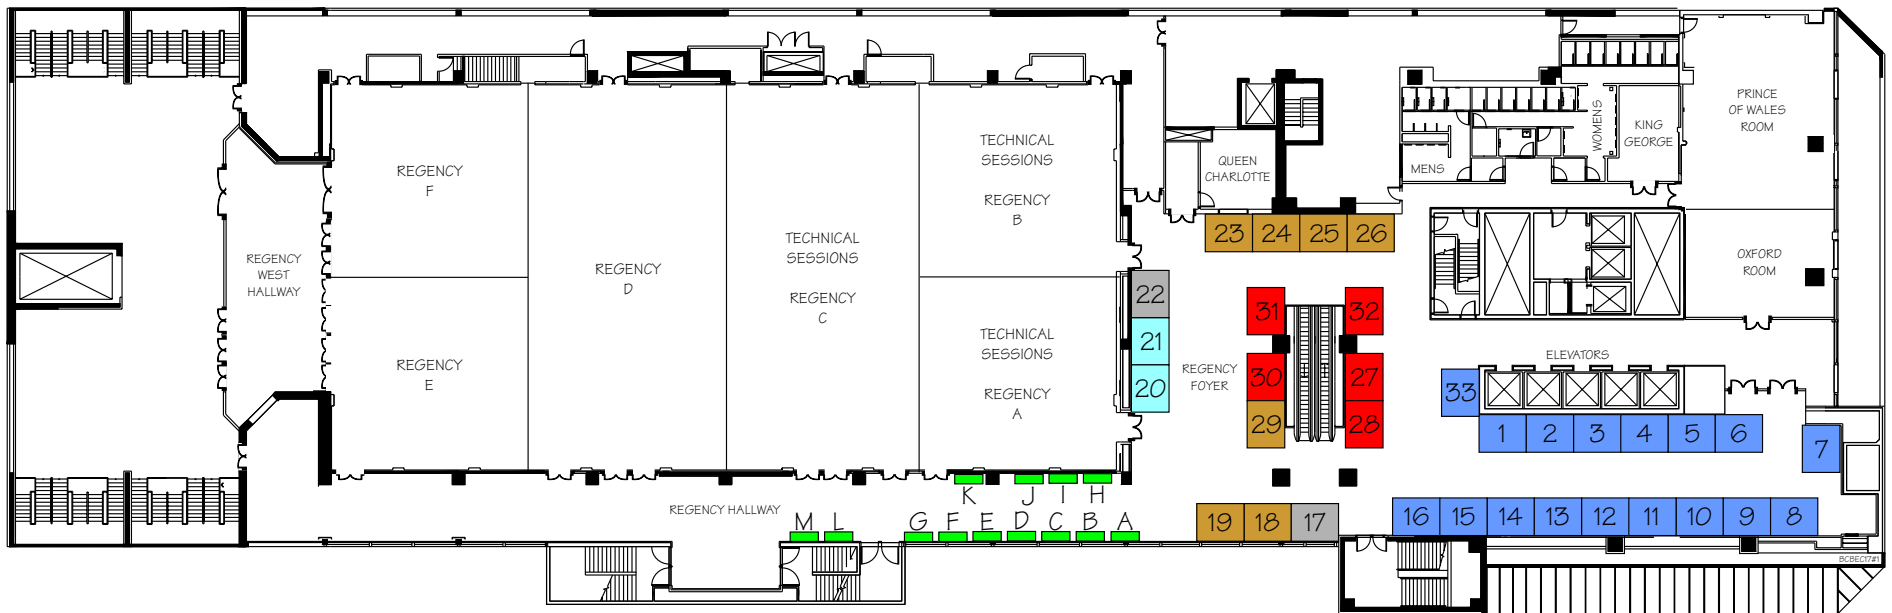 PRINCE
OF WALES
ROOM
KING
GEORGE
WOMENS
MENS
QUEEN
CHARLOTTE
TECHNICAL
SESSIONS
REGENCY
B
REGENCY
F
TECHNICAL
SESSIONS
REGENCY
C
REGENCY
D
REGENCY
WEST
HALLWAY
OXFORD
ROOM
23 24 25 26
22
21
20
31
32
30
27
29
28
REGENCY
FOYER
TECHNICAL
SESSIONS
REGENCY
A
REGENCY
E
ELEVATORS
33
1 2 3 4 5 6
7
K J I H
REGENCY HALLWAY
M L G F E D C B A
19 18 17
16 15 14 13 12 11 10 9 8
BCBEC17#1